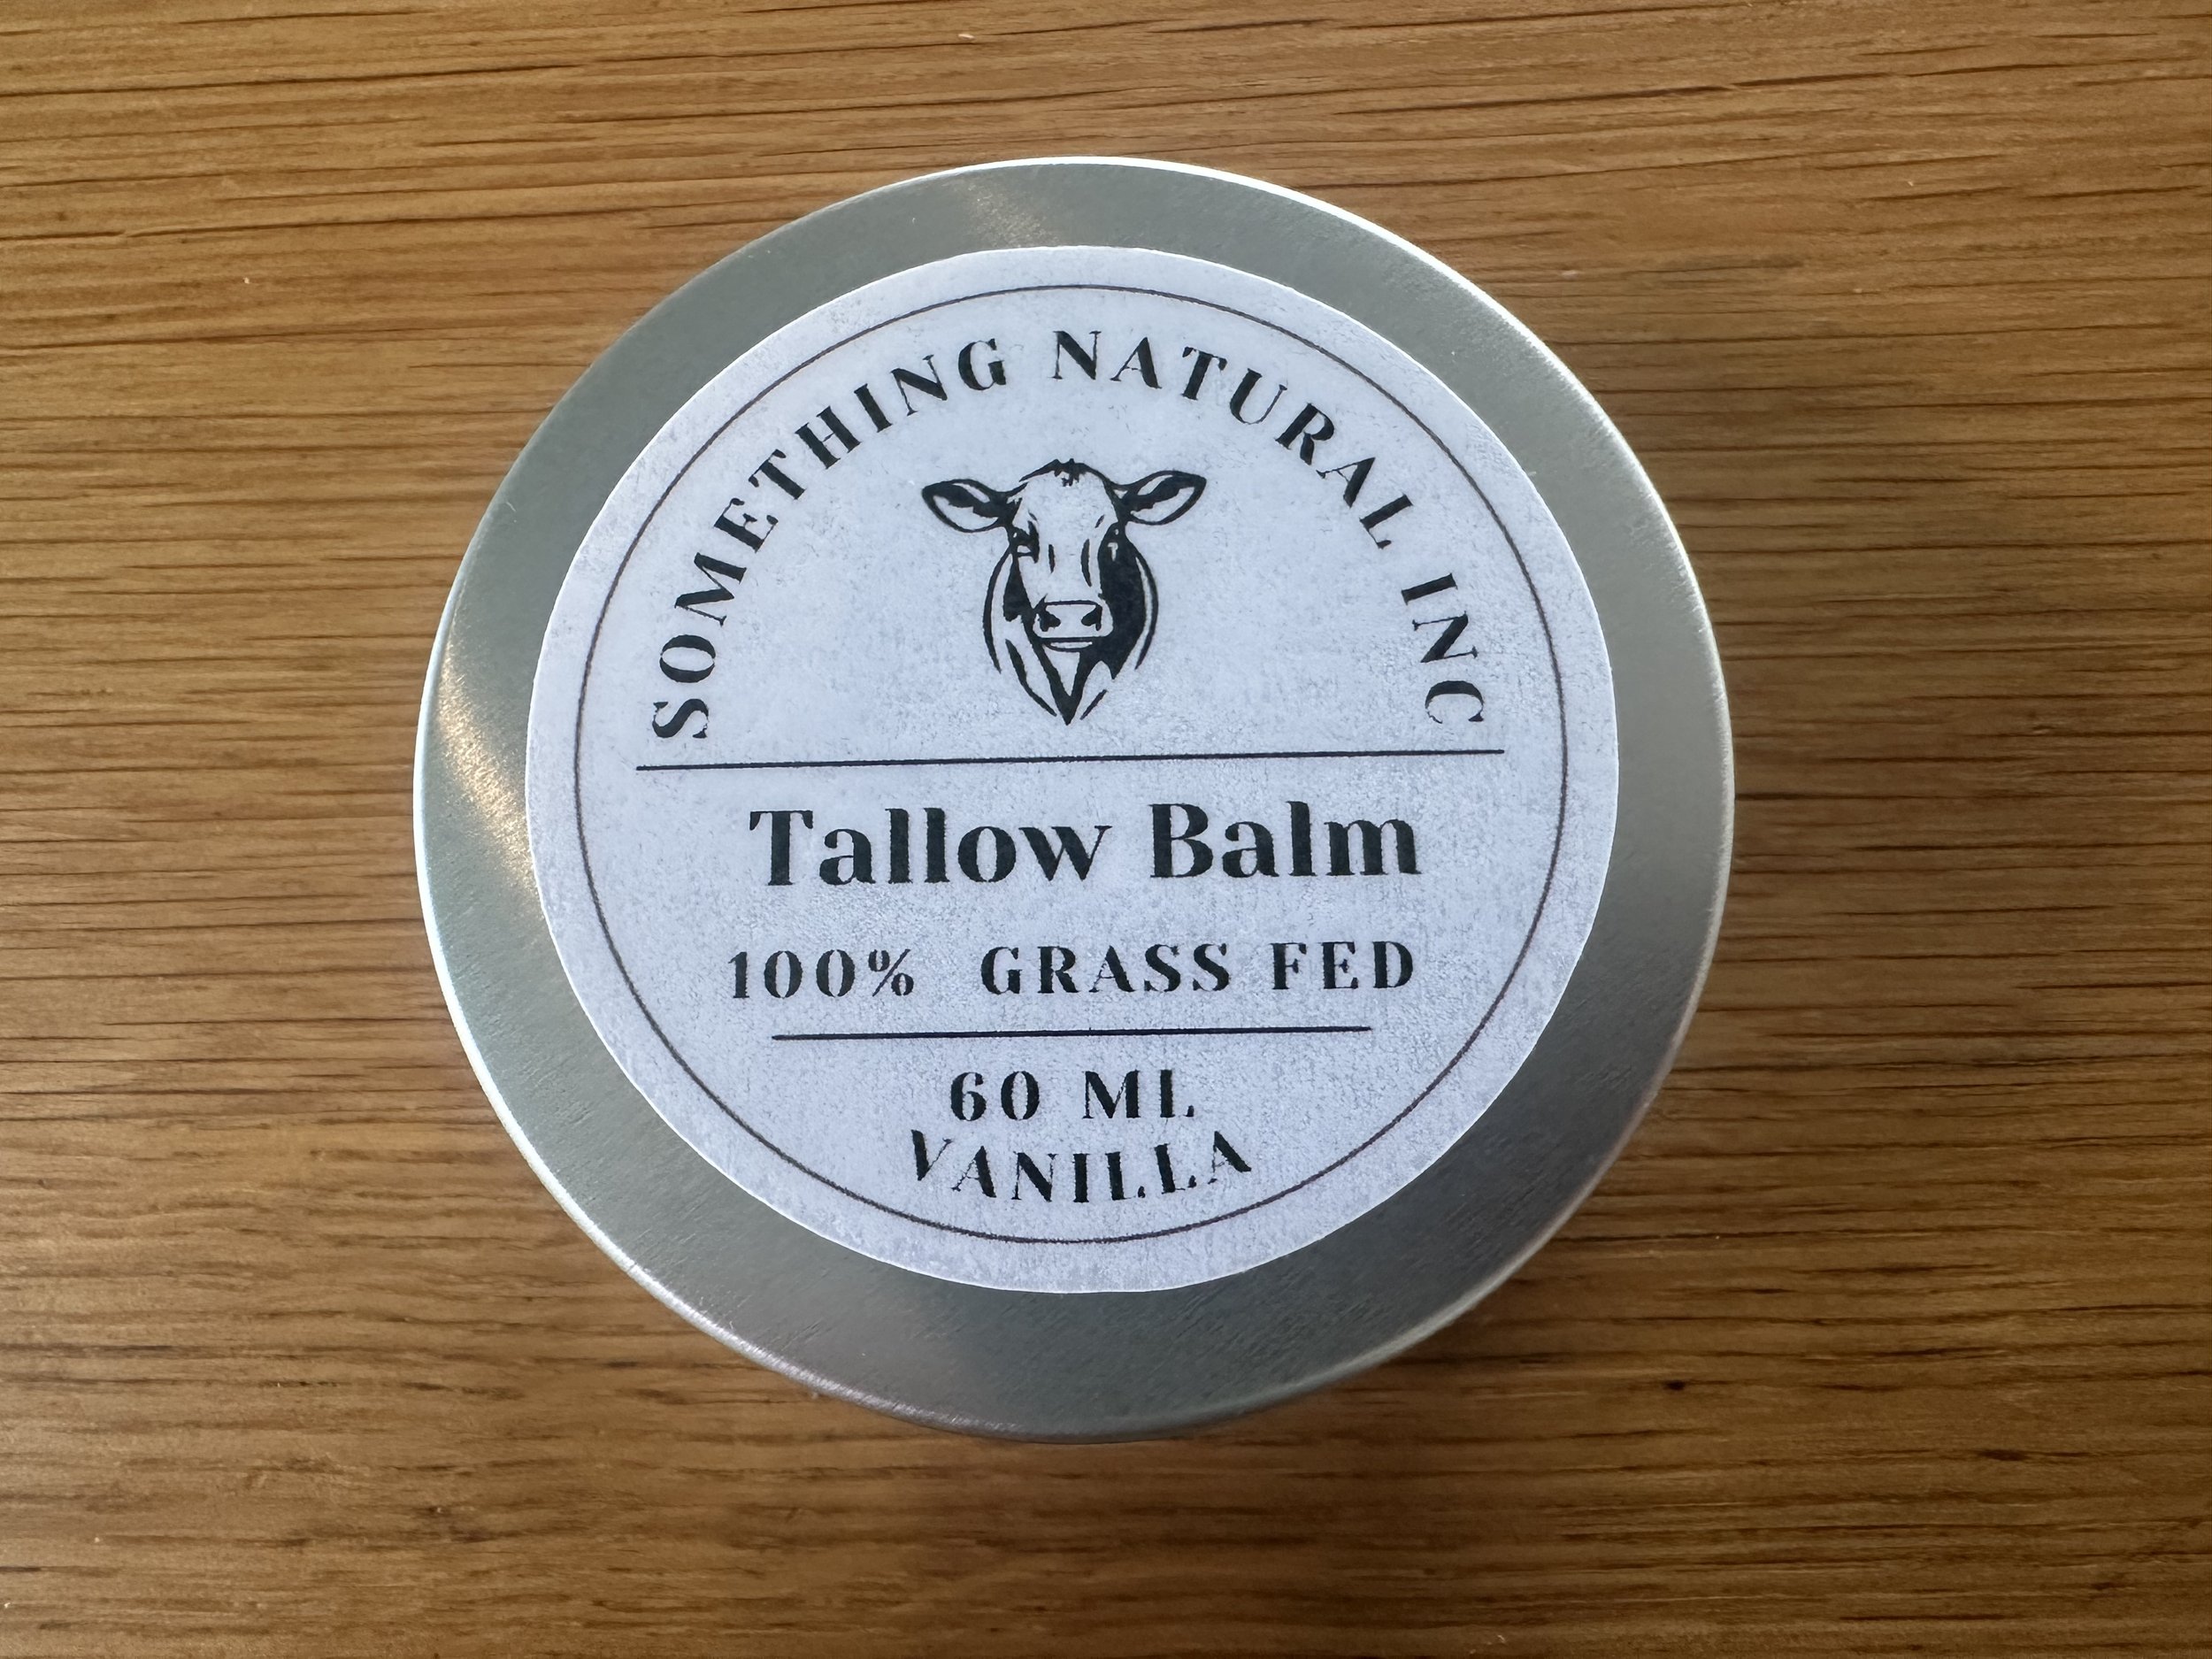 SOMETHING NATURAL INC
Tallow Balm
100% GRASS FED
60 ML
VANILLA